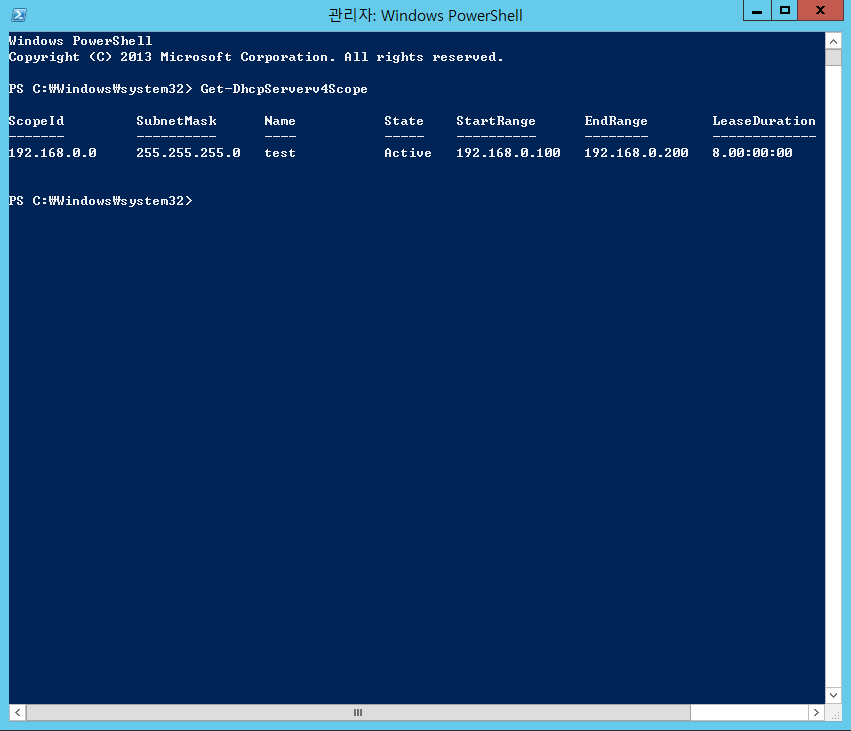 관리자: Windows PowerShell
Windows PowerShell
Copyright (C) 2013 Microsoft Corporation. All rights reserved.
PS C:₩Windows₩system32> Get-DhcpServerv4Scope
ScopeId SubnetMask Name State StartRange EndRange LeaseDuration
------- ---------- ---- ----- ---------- -------- -------------
192.168.0.0 255.255.255.0 test Active 192.168.0.100 192.168.0.200 8.00:00:00
PS C:₩Windows₩system32>